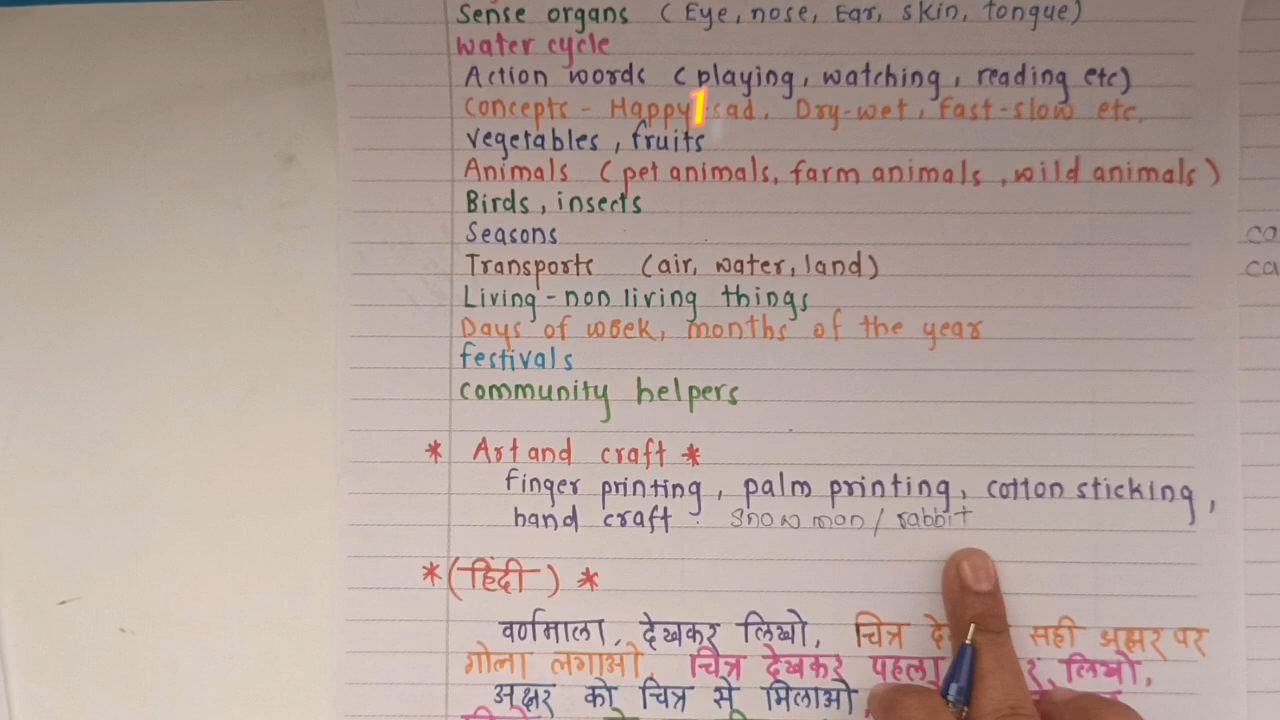 Sense organs (Eye, nose, Ear, skin, tongue)
water cycle
Action words (playing, watching, reading etc)
Concepts - Happy 1 sad, Dry-wet, fast-slow etc.
vegetables, fruits
Animals (pet animals, farm animals, wild animals)
Birds, insects
Seasons
co
Transports (air, water, land)
ca
Living - non living things
Days of week, months of the year
festivals
community helpers
* Art and craft *
finger printing, palm printing, cotton sticking,
hand craft. Snow man / rabbit
* (हिंदी) *
वर्णमाला, देखकर लिखो, चित्र सही अक्षर पर
गोला लगाओ, चित्र देखकर पहला लिखो,
अक्षर को चित्र से मिलाओ